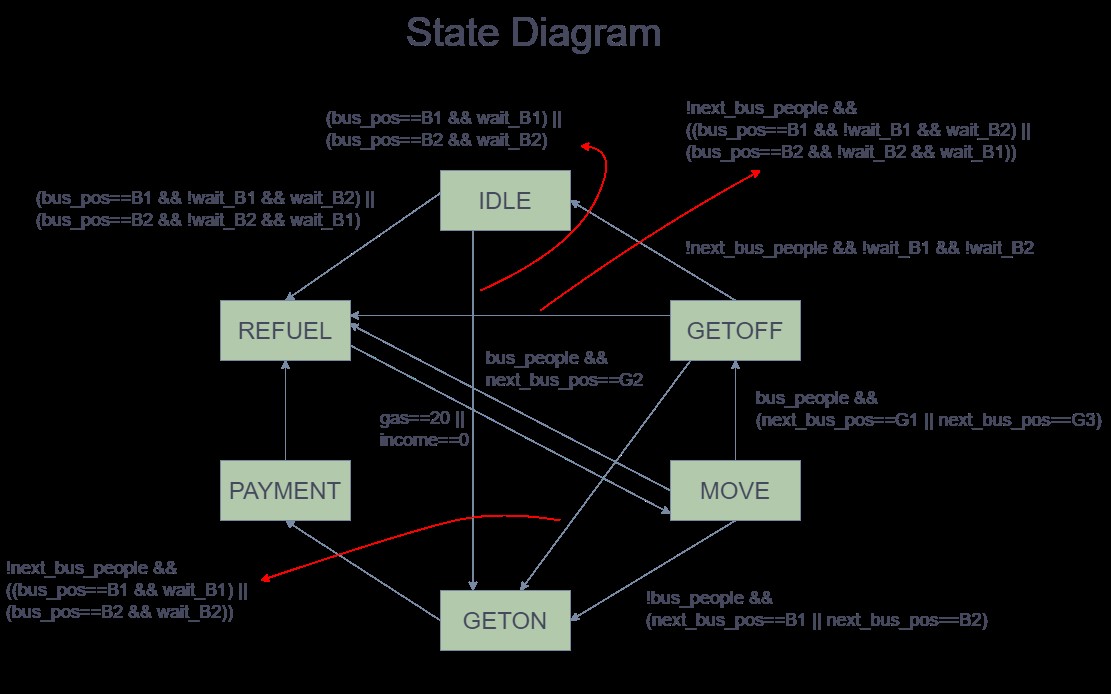 State Diagram
(bus_pos==B1 && wait_B1) ||
(bus_pos==B2 && wait_B2)
!next_bus_people &&
((bus_pos==B1 && !wait_B1 && wait_B2) ||
(bus_pos==B2 && !wait_B2 && wait_B1))
(bus_pos==B1 && !wait_B1 && wait_B2) ||
(bus_pos==B2 && !wait_B2 && wait_B1)
IDLE
!next_bus_people && !wait_B1 && !wait_B2
REFUEL
GETOFF
bus_people &&
next_bus_pos==G2
gas==20 ||
income==0
bus_people &&
(next_bus_pos==G1 || next_bus_pos==G3)
PAYMENT
MOVE
!next_bus_people &&
((bus_pos==B1 && wait_B1) ||
(bus_pos==B2 && wait_B2))
GETON
!bus_people &&
(next_bus_pos==B1 || next_bus_pos==B2)